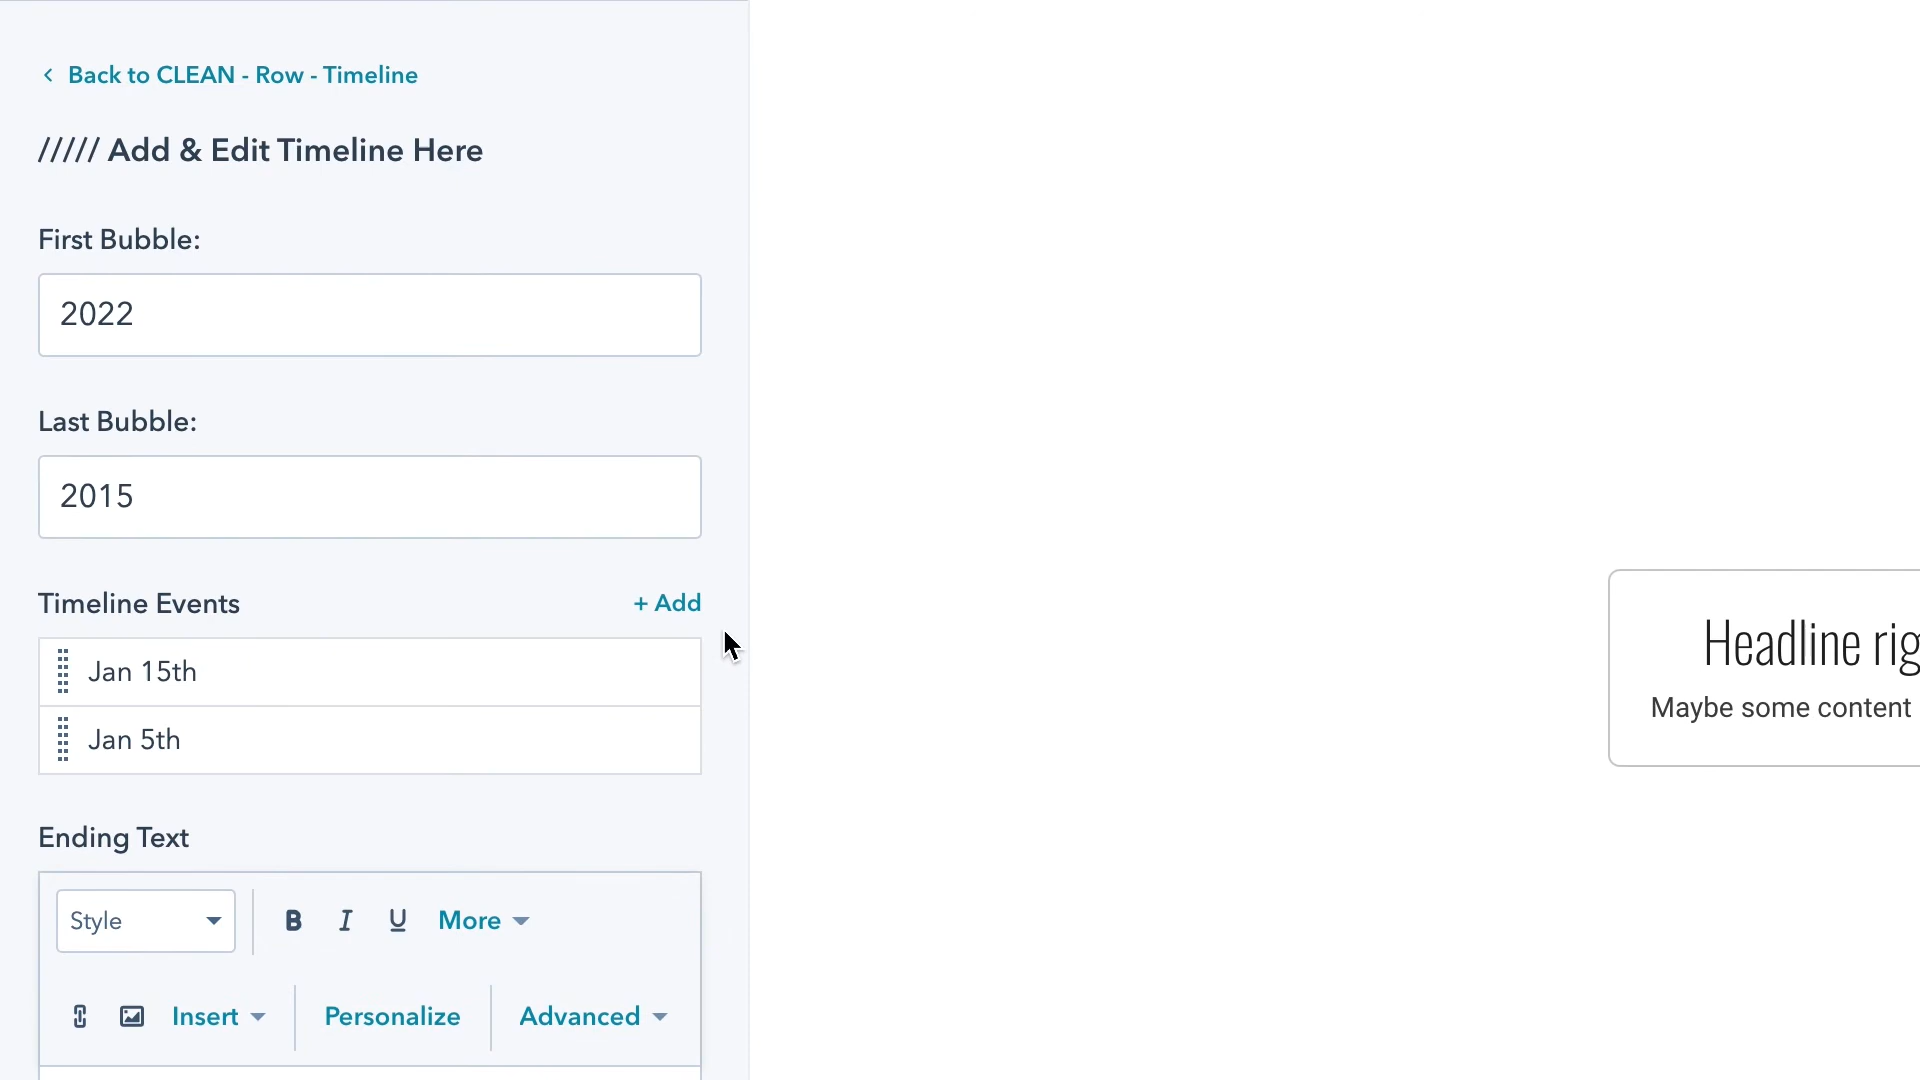 Back to CLEAN - Row - Timeline
///// Add & Edit Timeline Here
First Bubble:
2022
Last Bubble:
2015
Timeline Events
+ Add
Jan 15th
Jan 5th
Ending Text
Style
B I U More
Insert Personalize Advanced
Headline rig
Maybe some content